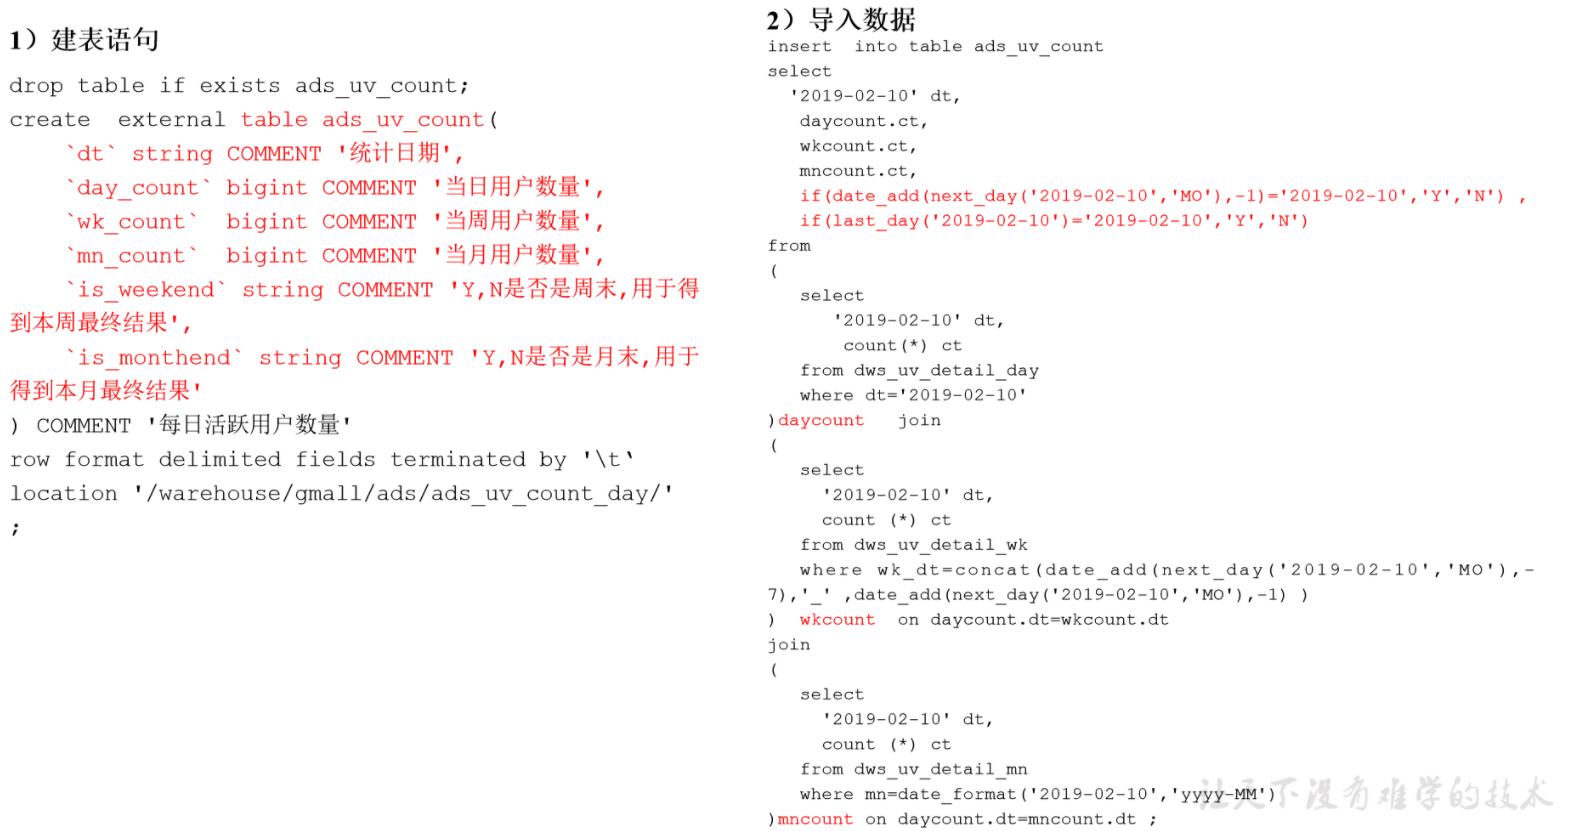 1）建表语句
drop table if exists ads_uv_count;
create  external table ads_uv_count(
    `dt` string COMMENT '统计日期',
    `day_count` bigint COMMENT '当日用户数量',
    `wk_count`  bigint COMMENT '当周用户数量',
    `mn_count`  bigint COMMENT '当月用户数量',
    `is_weekend` string COMMENT 'Y,N是否是周末,用于得
到本周最终结果',
    `is_monthend` string COMMENT 'Y,N是否是月末,用于
得到本月最终结果'
) COMMENT '每日活跃用户数量'
row format delimited fields terminated by '\t‘
location '/warehouse/gmall/ads/ads_uv_count_day/'
;
2）导入数据
insert  into table ads_uv_count
select
  '2019-02-10' dt,
   daycount.ct,
   wkcount.ct,
   mncount.ct,
   if(date_add(next_day('2019-02-10','MO'),-1)='2019-02-10','Y','N') ,
   if(last_day('2019-02-10')='2019-02-10','Y','N')
from
(
   select
      '2019-02-10' dt,
       count(*) ct
   from dws_uv_detail_day
   where dt='2019-02-10'
)daycount   join
(
   select
     '2019-02-10' dt,
     count (*) ct
   from dws_uv_detail_wk
   where wk_dt=concat(date_add(next_day('2019-02-10','MO'),-
7),'_' ,date_add(next_day('2019-02-10','MO'),-1) )
)  wkcount  on daycount.dt=wkcount.dt
join
(
   select
     '2019-02-10' dt,
     count (*) ct
   from dws_uv_detail_mn
   where mn=date_format('2019-02-10','yyyy-MM')
)mncount on daycount.dt=mncount.dt ;
让天下没有难学的技术